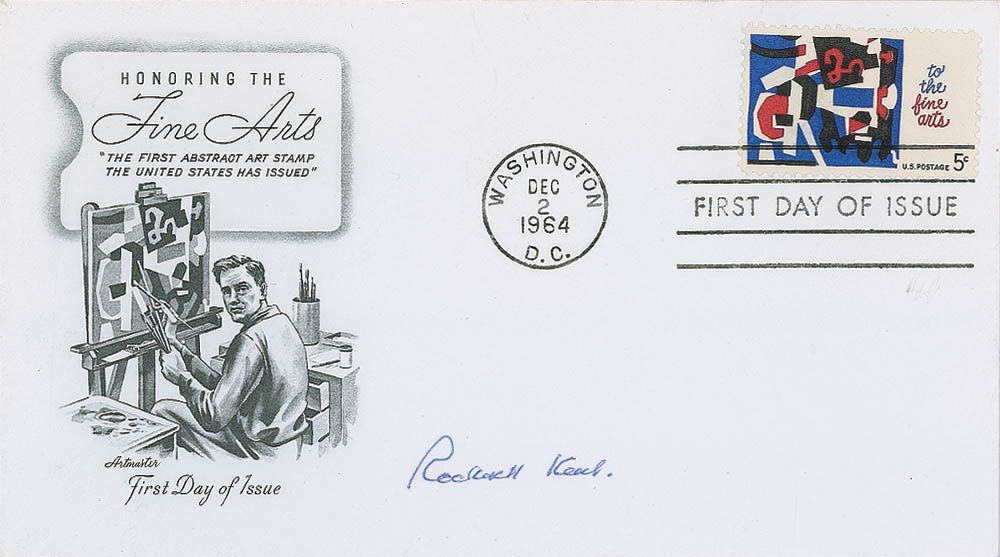 HONORING THE
Fine Arts
"THE FIRST ABSTRACT ART STAMP
THE UNITED STATES HAS ISSUED"
Artmaster
First Day of Issue
WASHINGTON
DEC
2
1964
D.C.
to
the
fine
arts
U.S. POSTAGE 5c
FIRST DAY OF ISSUE
Rockwell Kent.